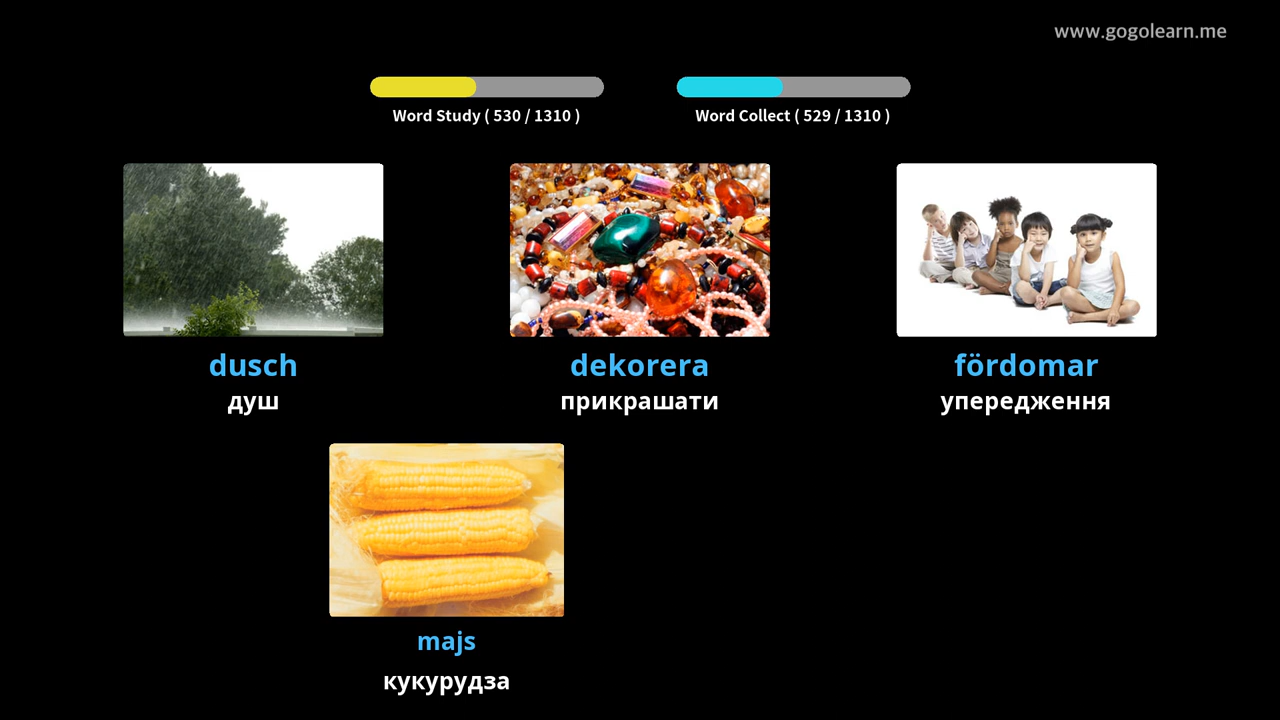 www.gogolearn.me
Word Study ( 530 / 1310 )
Word Collect ( 529 / 1310 )
dusch
душ
dekorera
прикрашати
fördomar
упередження
majs
кукурудза